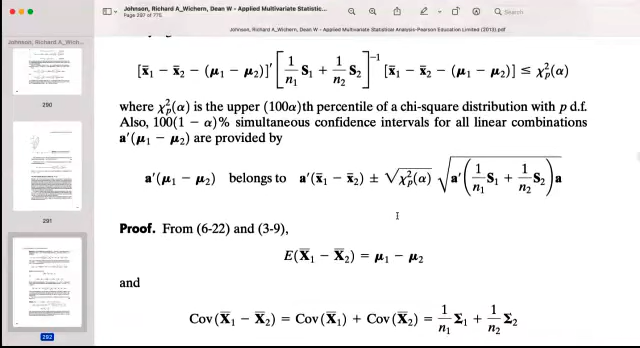 Johnson, Richard A_Wichern, Dean W - Applied Multivariate Statistic...
Page 297 of 775
Search
Johnson, Richard A_Wichern, Dean W - Applied Multivariate Statistical Analysis-Pearson Education Limited (2013).pdf
Johnson, Richard A_Wich...
290
291
292
[x̄₁ − x̄₂ − (μ₁ − μ₂)]′ [1/n₁ S₁ + 1/n₂ S₂]⁻¹ [x̄₁ − x̄₂ − (μ₁ − μ₂)] ≤ χ²ₚ(α)
where χ²ₚ(α) is the upper (100α)th percentile of a chi-square distribution with p d.f.
Also, 100(1 − α)% simultaneous confidence intervals for all linear combinations
a′(μ₁ − μ₂) are provided by
a′(μ₁ − μ₂) belongs to a′(x̄₁ − x̄₂) ± √χ²ₚ(α) √a′(1/n₁ S₁ + 1/n₂ S₂)a
Proof. From (6-22) and (3-9),
E(X̄₁ − X̄₂) = μ₁ − μ₂
and
Cov(X̄₁ − X̄₂) = Cov(X̄₁) + Cov(X̄₂) = 1/n₁ Σ₁ + 1/n₂ Σ₂